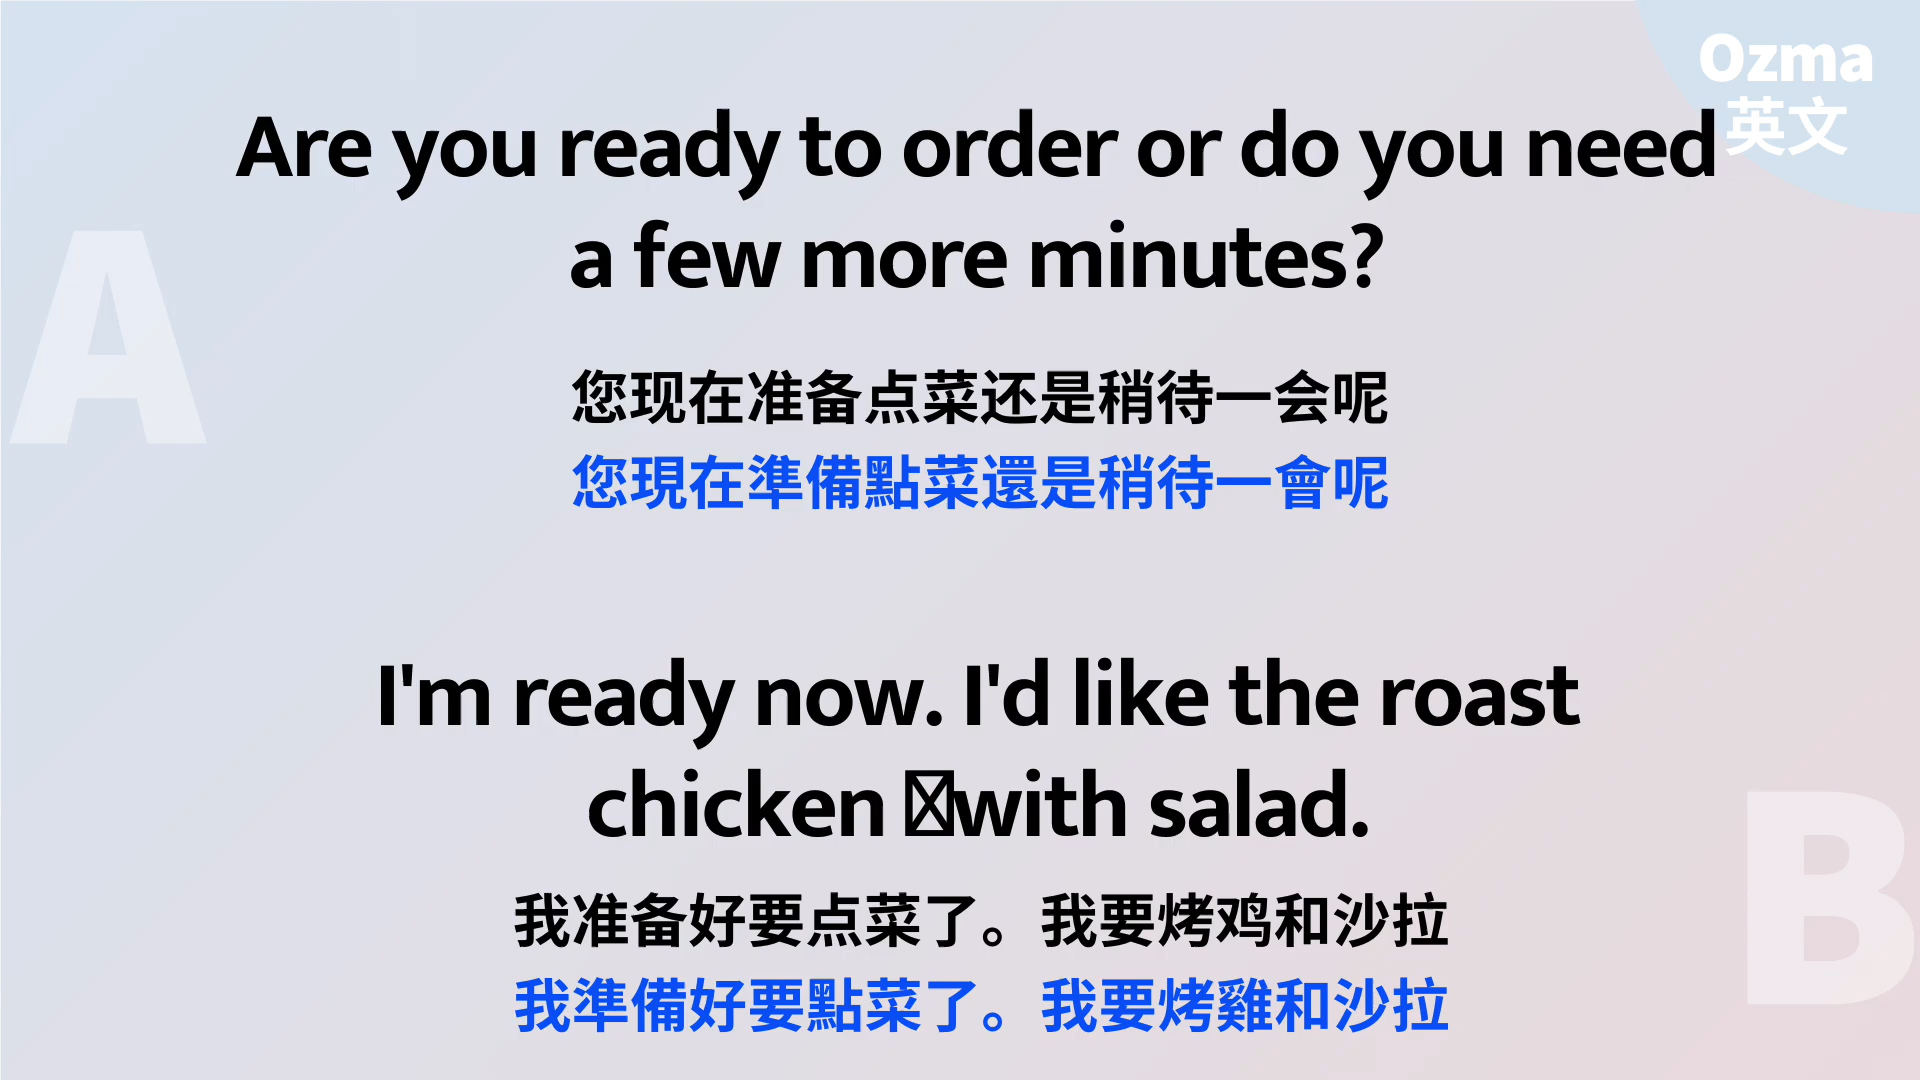 Ozma
英文
Are you ready to order or do you need
a few more minutes?
A
您现在准备点菜还是稍待一会呢
您現在準備點菜還是稍待一會呢
I'm ready now. I'd like the roast
chicken with salad.
B
我准备好要点菜了。我要烤鸡和沙拉
我準備好要點菜了。我要烤雞和沙拉